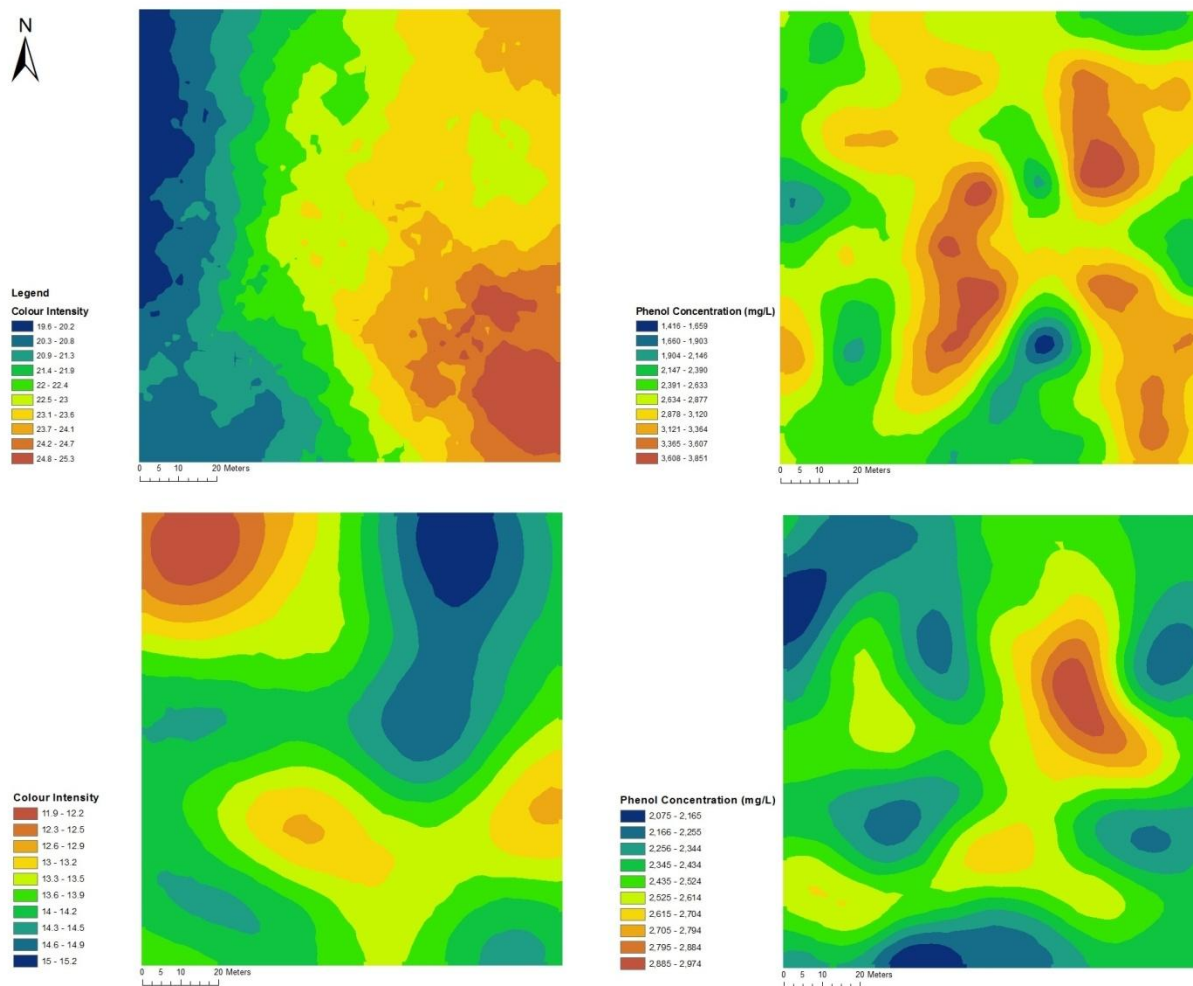 N
Legend
Colour Intensity
19.6 - 20.2
20.3 - 20.8
20.9 - 21.3
21.4 - 21.9
22 - 22.4
22.5 - 23
23.1 - 23.6
23.7 - 24.1
24.2 - 24.7
24.8 - 25.3
0 5 10 20 Meters
Phenol Concentration (mg/L)
1,416 - 1,659
1,660 - 1,903
1,904 - 2,146
2,147 - 2,390
2,391 - 2,633
2,634 - 2,877
2,878 - 3,120
3,121 - 3,364
3,365 - 3,607
3,608 - 3,851
0 5 10 20 Meters
Colour Intensity
11.9 - 12.2
12.3 - 12.5
12.6 - 12.9
13 - 13.2
13.3 - 13.5
13.6 - 13.9
14 - 14.2
14.3 - 14.5
14.6 - 14.9
15 - 15.2
0 5 10 20 Meters
Phenol Concentration (mg/L)
2,075 - 2,165
2,166 - 2,255
2,256 - 2,344
2,345 - 2,434
2,435 - 2,524
2,525 - 2,614
2,615 - 2,704
2,705 - 2,794
2,795 - 2,884
2,885 - 2,974
0 5 10 20 Meters